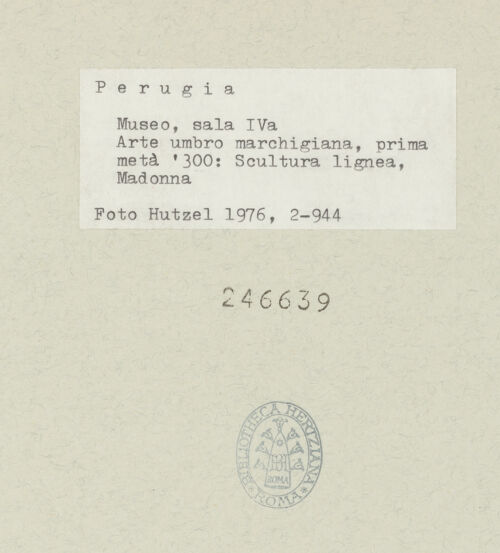 Perugia
Museo, sala IVa
Arte umbro marchigiana, prima
metà '300: Scultura lignea,
Madonna
Foto Hutzel 1976, 2-944
246639
BIBLIOTHECA HERTZIANA
ROMA
ROMA